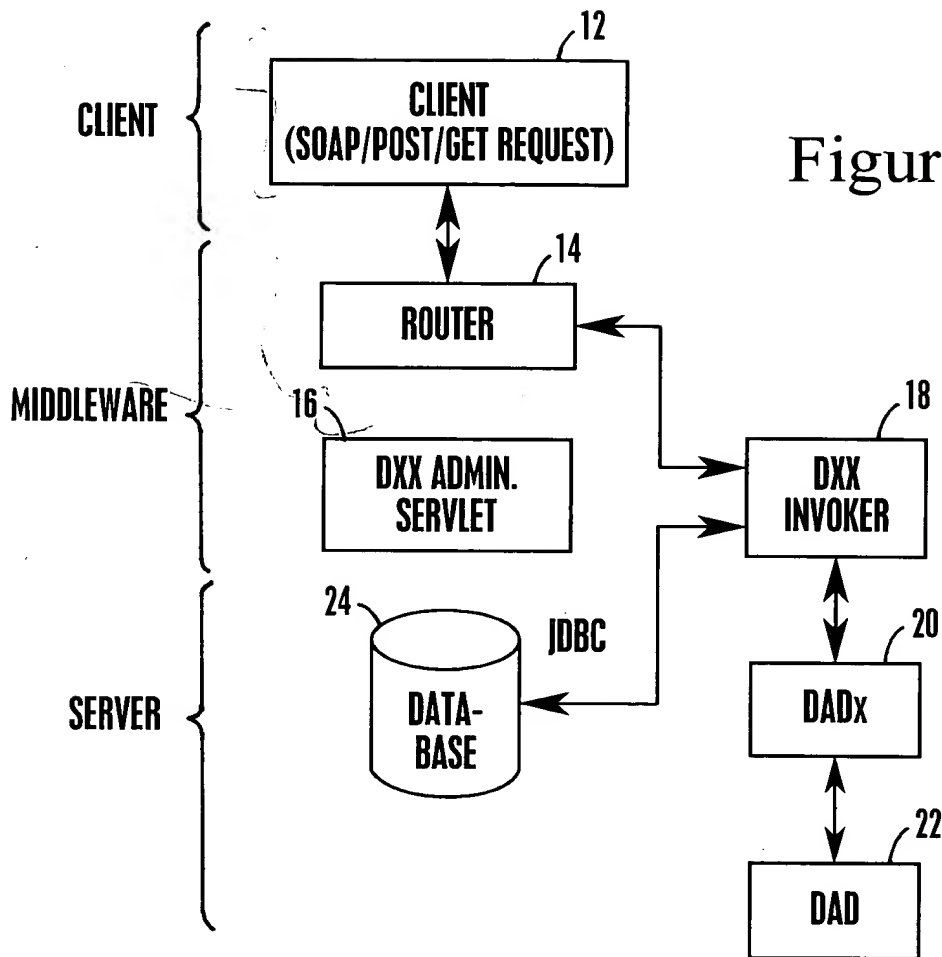 12
CLIENT
CLIENT
(SOAP/POST/GET REQUEST)
Figur
14
ROUTER
MIDDLEWARE
16
DXX ADMIN.
SERVLET
18
DXX
INVOKER
24
JDBC
DATA-
BASE
SERVER
20
DADx
22
DAD